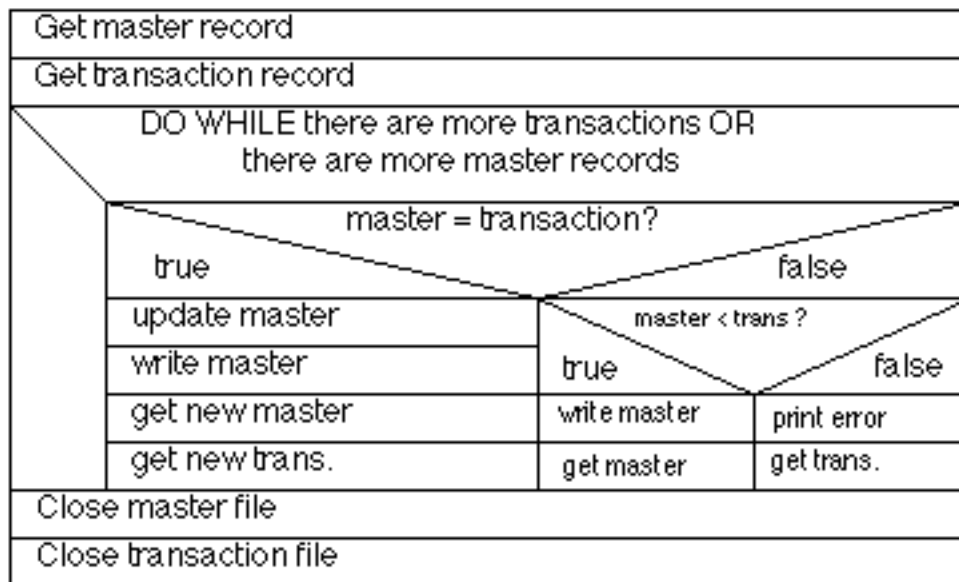 Get master record
Get transaction record
DO WHILE there are more transactions OR
there are more master records
master = transaction?
true
false
update master
write master
get new master
get new trans.
master < trans ?
true
false
write master
get master
print error
get trans.
Close master file
Close transaction file